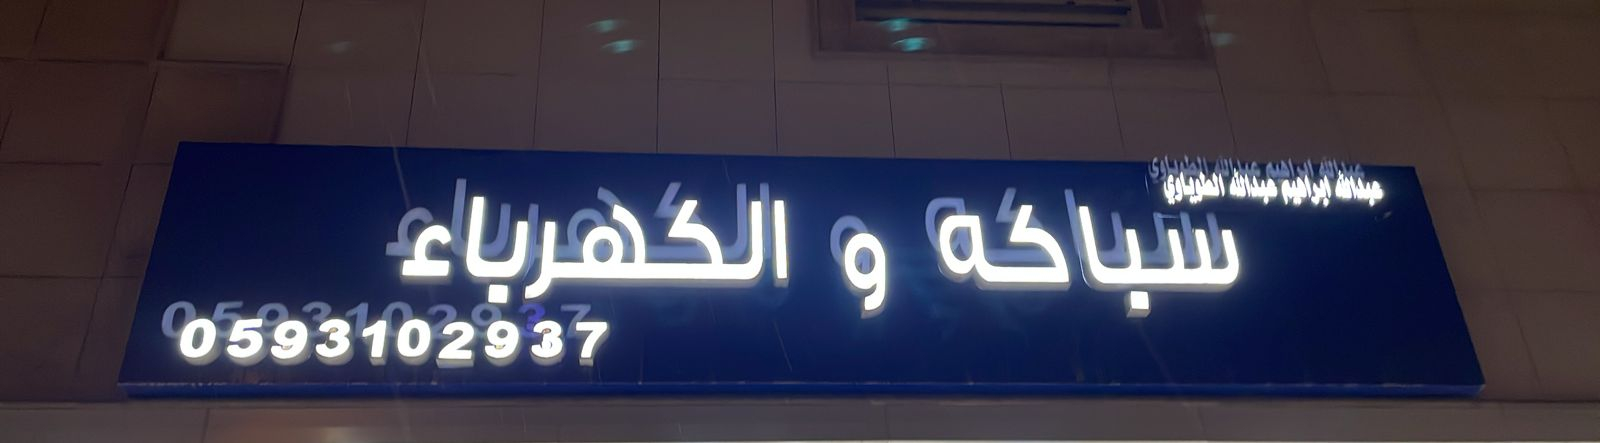 عبدالله ابراهيم عبدالله الطوياوي
سباكه و الكهرباء
0593102937